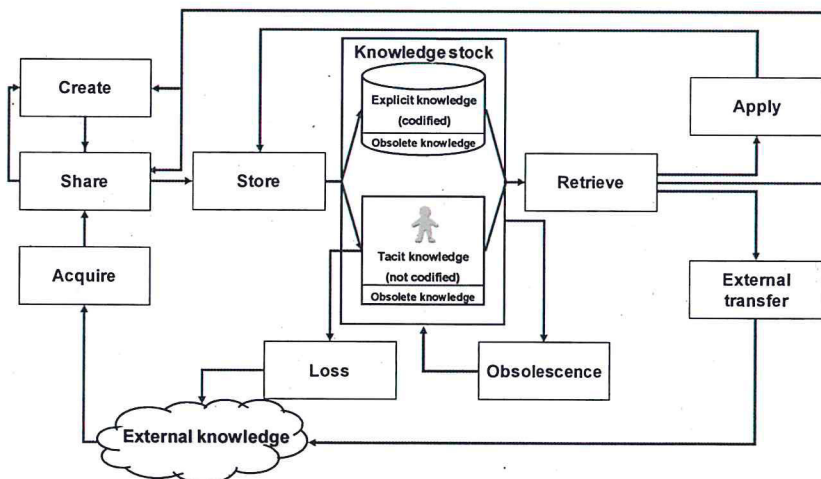 Knowledge stock
Create
Explicit knowledge
(codified)
Obsolete knowledge
Apply
Share
Store
Retrieve
Tacit knowledge
(not codified)
Obsolete knowledge
Acquire
External
transfer
Loss
Obsolescence
External knowledge